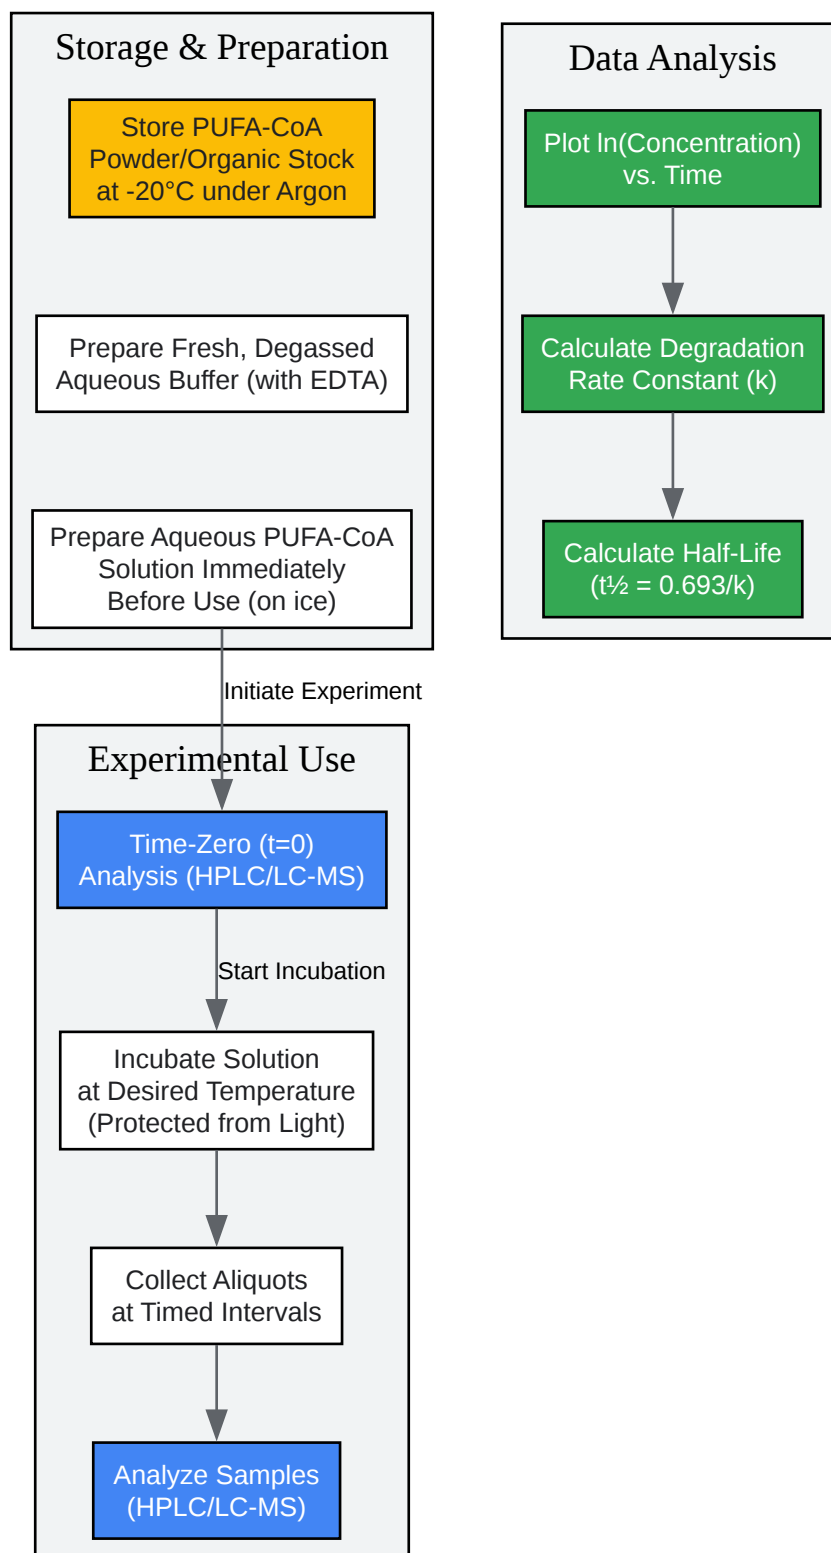 Storage & Preparation
Store PUFA-CoA
Powder/Organic Stock
at -20°C under Argon
Prepare Fresh, Degassed
Aqueous Buffer (with EDTA)
Prepare Aqueous PUFA-CoA
Solution Immediately
Before Use (on ice)
Initiate Experiment
Experimental Use
Time-Zero (t=0)
Analysis (HPLC/LC-MS)
Start Incubation
Incubate Solution
at Desired Temperature
(Protected from Light)
Collect Aliquots
at Timed Intervals
Analyze Samples
(HPLC/LC-MS)
Data Analysis
Plot ln(Concentration)
vs. Time
Calculate Degradation
Rate Constant (k)
Calculate Half-Life
(t½ = 0.693/k)